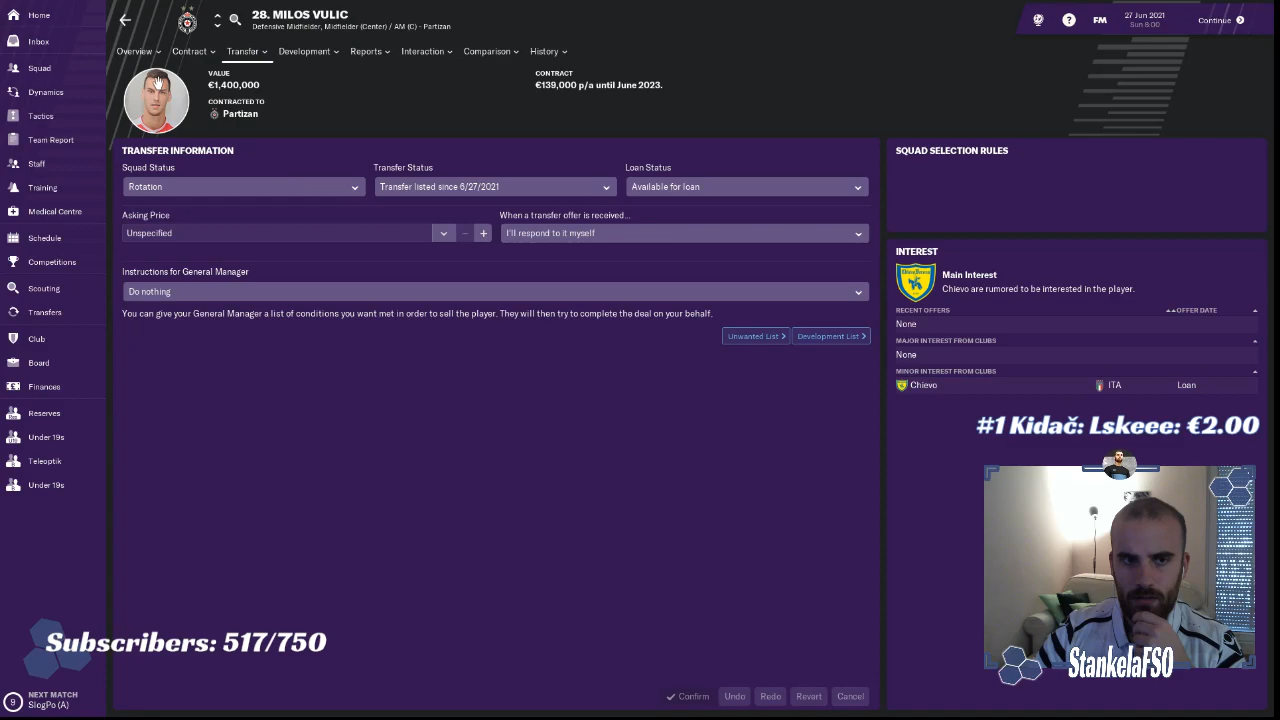 Home
Inbox
Squad
Dynamics
Tactics
Team Report
Staff
Training
Medical Centre
Schedule
Competitions
Scouting
Transfers
Club
Board
Finances
Reserves
Under 19s
Teleoptik
Under 19s
NEXT MATCH
9
SlogPo (A)
28. MILOS VULIC
Defensive Midfielder, Midfielder (Center) / AM (C) - Partizan
FM
27 Jun 2021
Sun 8:00
Continue
Overview
Contract
Transfer
Development
Reports
Interaction
Comparison
History
VALUE
€1,400,000
CONTRACTED TO
Partizan
CONTRACT
€139,000 p/a until June 2023.
TRANSFER INFORMATION
Squad Status
Transfer Status
Loan Status
Rotation
Transfer listed since 6/27/2021
Available for loan
Asking Price
When a transfer offer is received...
Unspecified
I'll respond to it myself
Instructions for General Manager
Do nothing
You can give your General Manager a list of conditions you want met in order to sell the player. They will then try to complete the deal on your behalf.
Unwanted List
Development List
Confirm
Undo
Redo
Revert
Cancel
SQUAD SELECTION RULES
INTEREST
Main Interest
Chievo are rumored to be interested in the player.
RECENT OFFERS
OFFER DATE
None
MAJOR INTEREST FROM CLUBS
None
MINOR INTEREST FROM CLUBS
Chievo ITA Loan
#1 Kidač: Lskeee: €2.00
StankelaFSO
Subscribers: 517/750